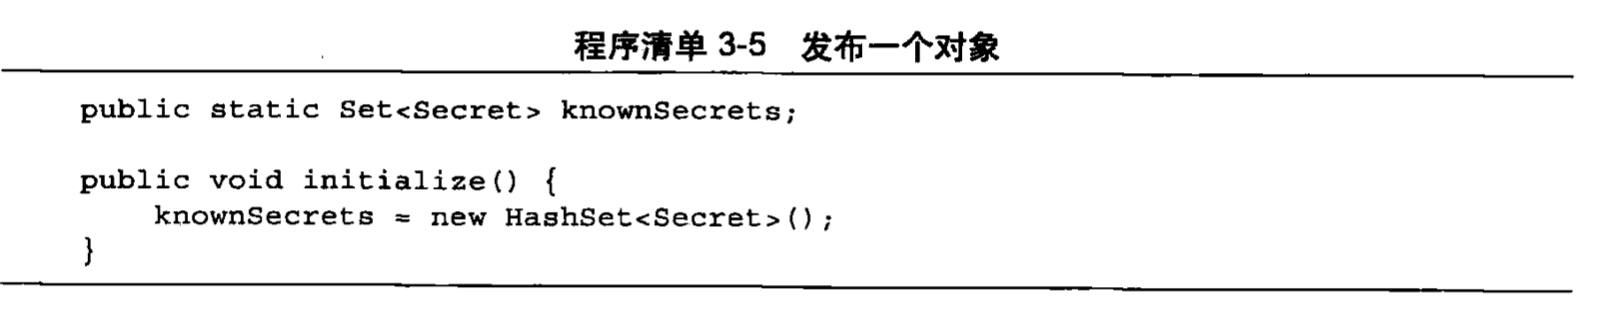 程序清单 3-5 发布一个对象
public static Set<Secret> knownSecrets;
public void initialize() {
knownSecrets = new HashSet<Secret>();
}